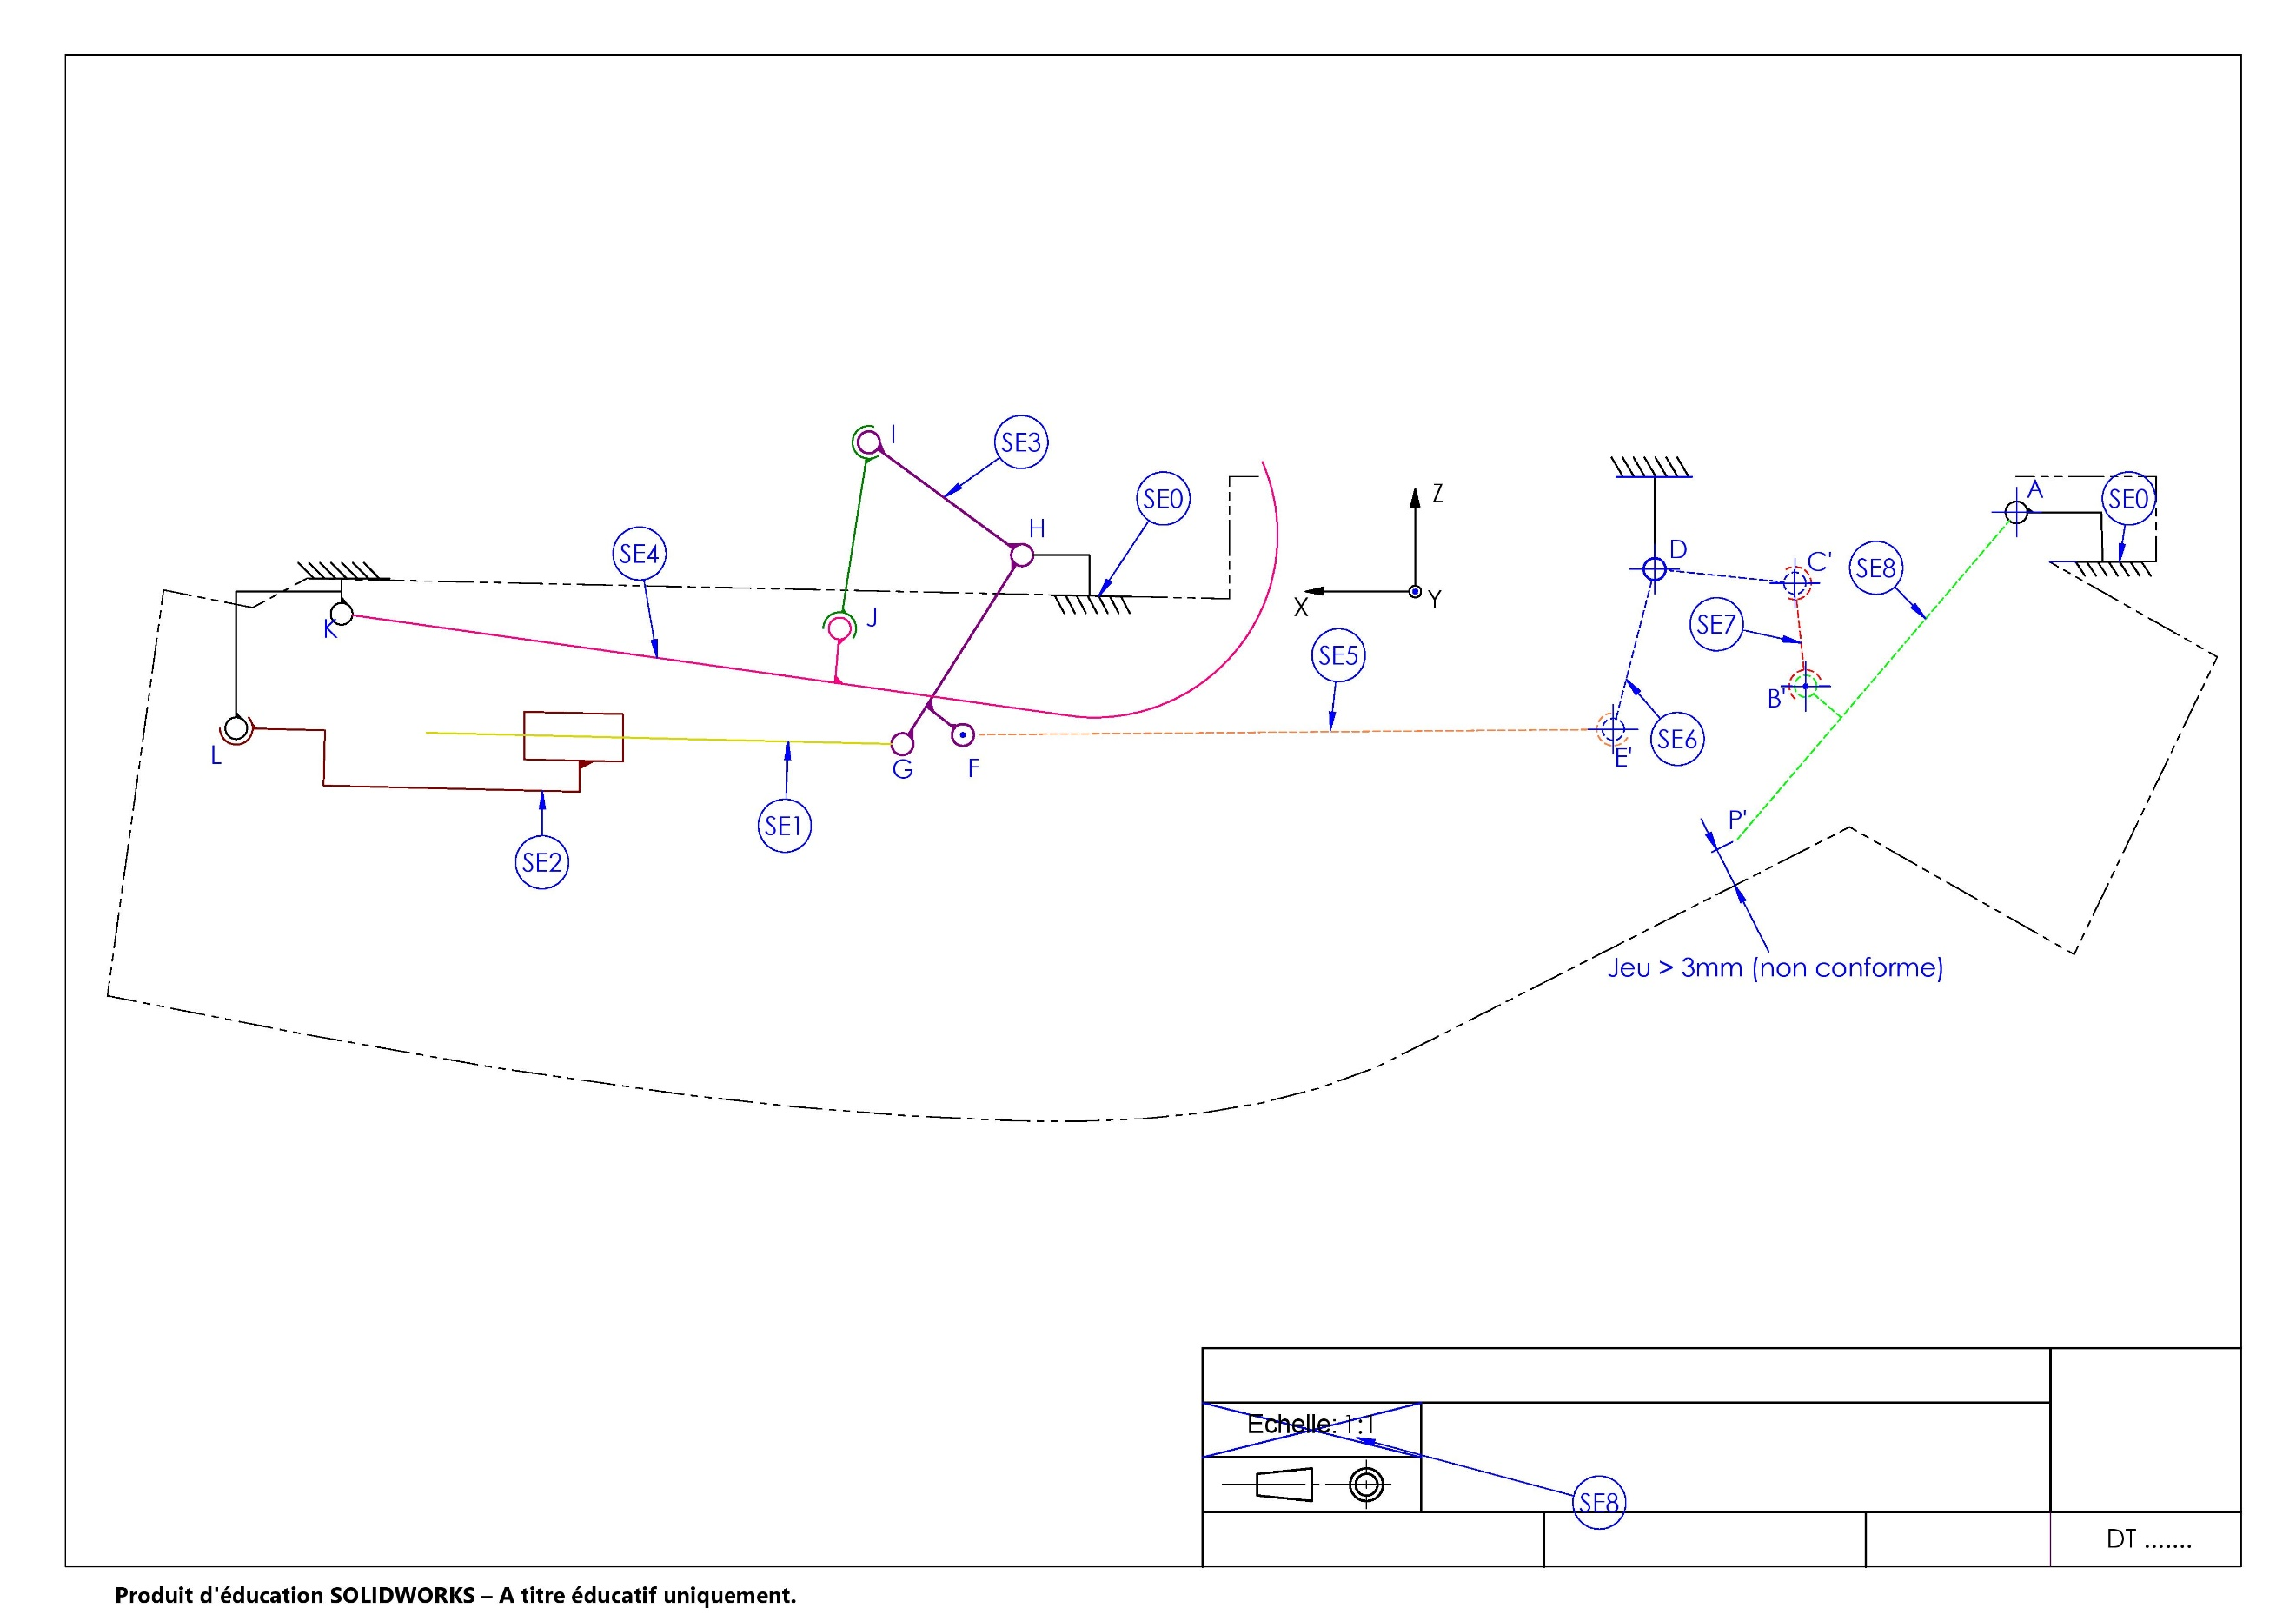 I
SE3
SE0
H
SE4
J
K
L
G
F
SE1
SE2
Z
X
Y
SE5
D
C'
SE7
B'
E'
SE6
SE8
A
SE0
P'
Jeu > 3mm (non conforme)
Echelle: 1:1
SE8
DT .......
Produit d'éducation SOLIDWORKS – A titre éducatif uniquement.